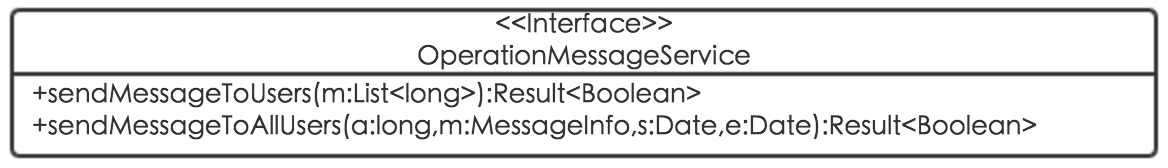 <<Interface>>
OperationMessageService
+sendMessageToUsers(m:List<long>):Result<Boolean>
+sendMessageToAllUsers(a:long,m:MessageInfo,s:Date,e:Date):Result<Boolean>